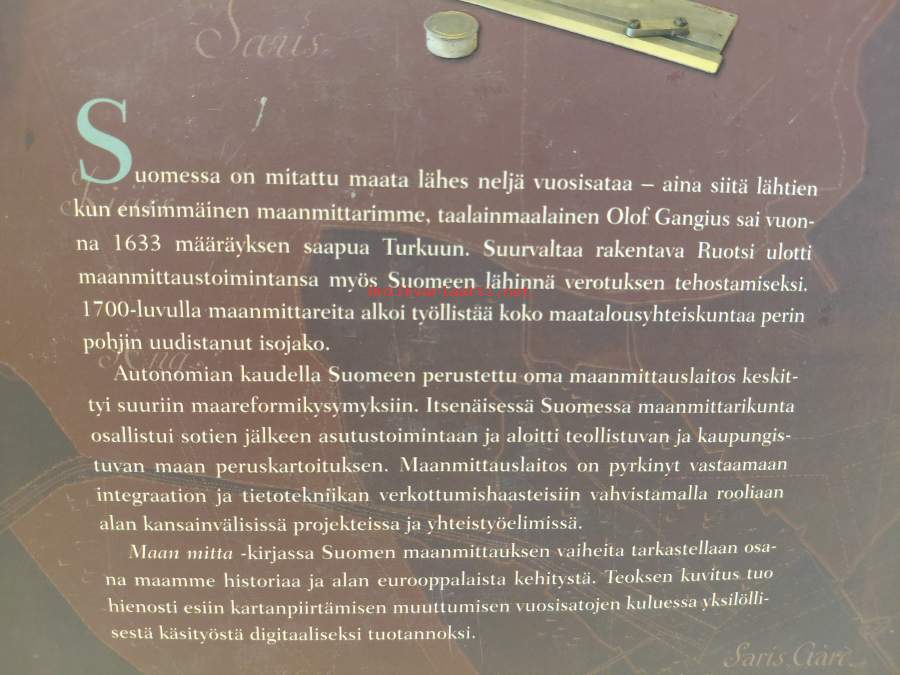 Saris
Suomessa on mitattu maata lähes neljä vuosisataa – aina siitä lähtien
kun ensimmäinen maanmittarimme, taalainmaalainen Olof Gangius sai vuon-
na 1633 määräyksen saapua Turkuun. Suurvaltaa rakentava Ruotsi ulotti
maanmittaustoimintansa myös Suomeen lähinnä verotuksen tehostamiseksi.
1700-luvulla maanmittareita alkoi työllistää koko maatalousyhteiskuntaa perin
pohjin uudistanut isojako.
Autonomian kaudella Suomeen perustettu oma maanmittauslaitos keskit-
tyi suuriin maareformikysymyksiin. Itsenäisessä Suomessa maanmittarikunta
osallistui sotien jälkeen asutustoimintaan ja aloitti teollistuvan ja kaupungis-
tuvan maan peruskartoituksen. Maanmittauslaitos on pyrkinyt vastaamaan
integraation ja tietotekniikan verkottumishaasteisiin vahvistamalla rooliaan
alan kansainvälisissä projekteissa ja yhteistyöelimissä.
Maan mitta -kirjassa Suomen maanmittauksen vaiheita tarkastellaan osa-
na maamme historiaa ja alan eurooppalaista kehitystä. Teoksen kuvitus tuo
hienosti esiin kartanpiirtämisen muuttumisen vuosisatojen kuluessa yksilölli-
sestä käsityöstä digitaaliseksi tuotannoksi.
Saris